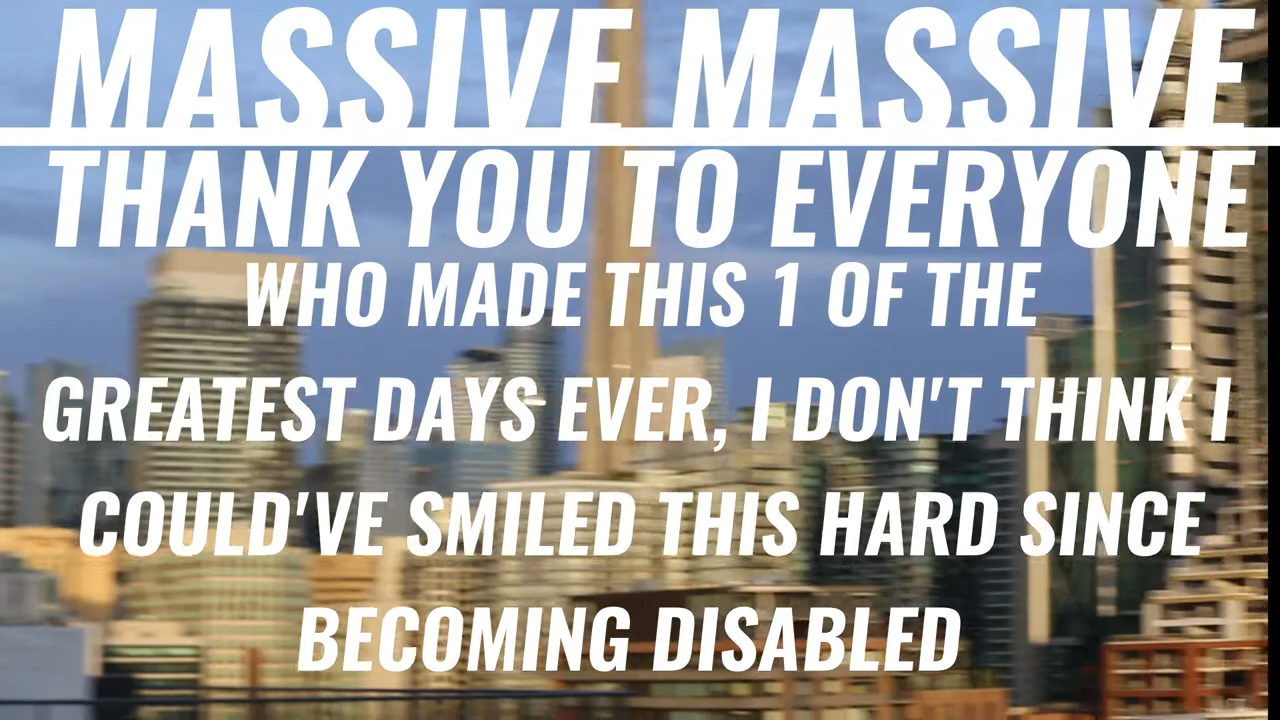 MASSIVE MASSIVE
THANK YOU TO EVERYONE
WHO MADE THIS 1 OF THE
GREATEST DAYS EVER, I DON'T THINK I
COULD'VE SMILED THIS HARD SINCE
BECOMING DISABLED